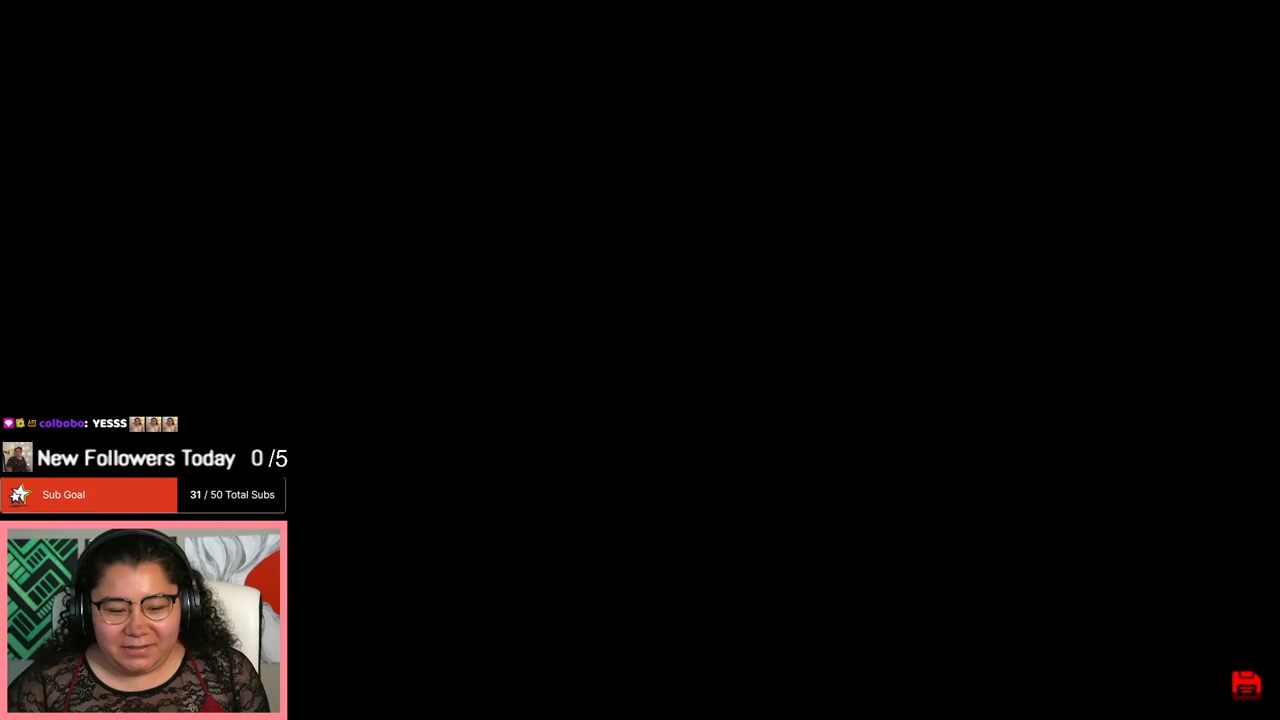 colbobo: YESSS
New Followers Today 0 /5
Sub Goal 31 / 50 Total Subs